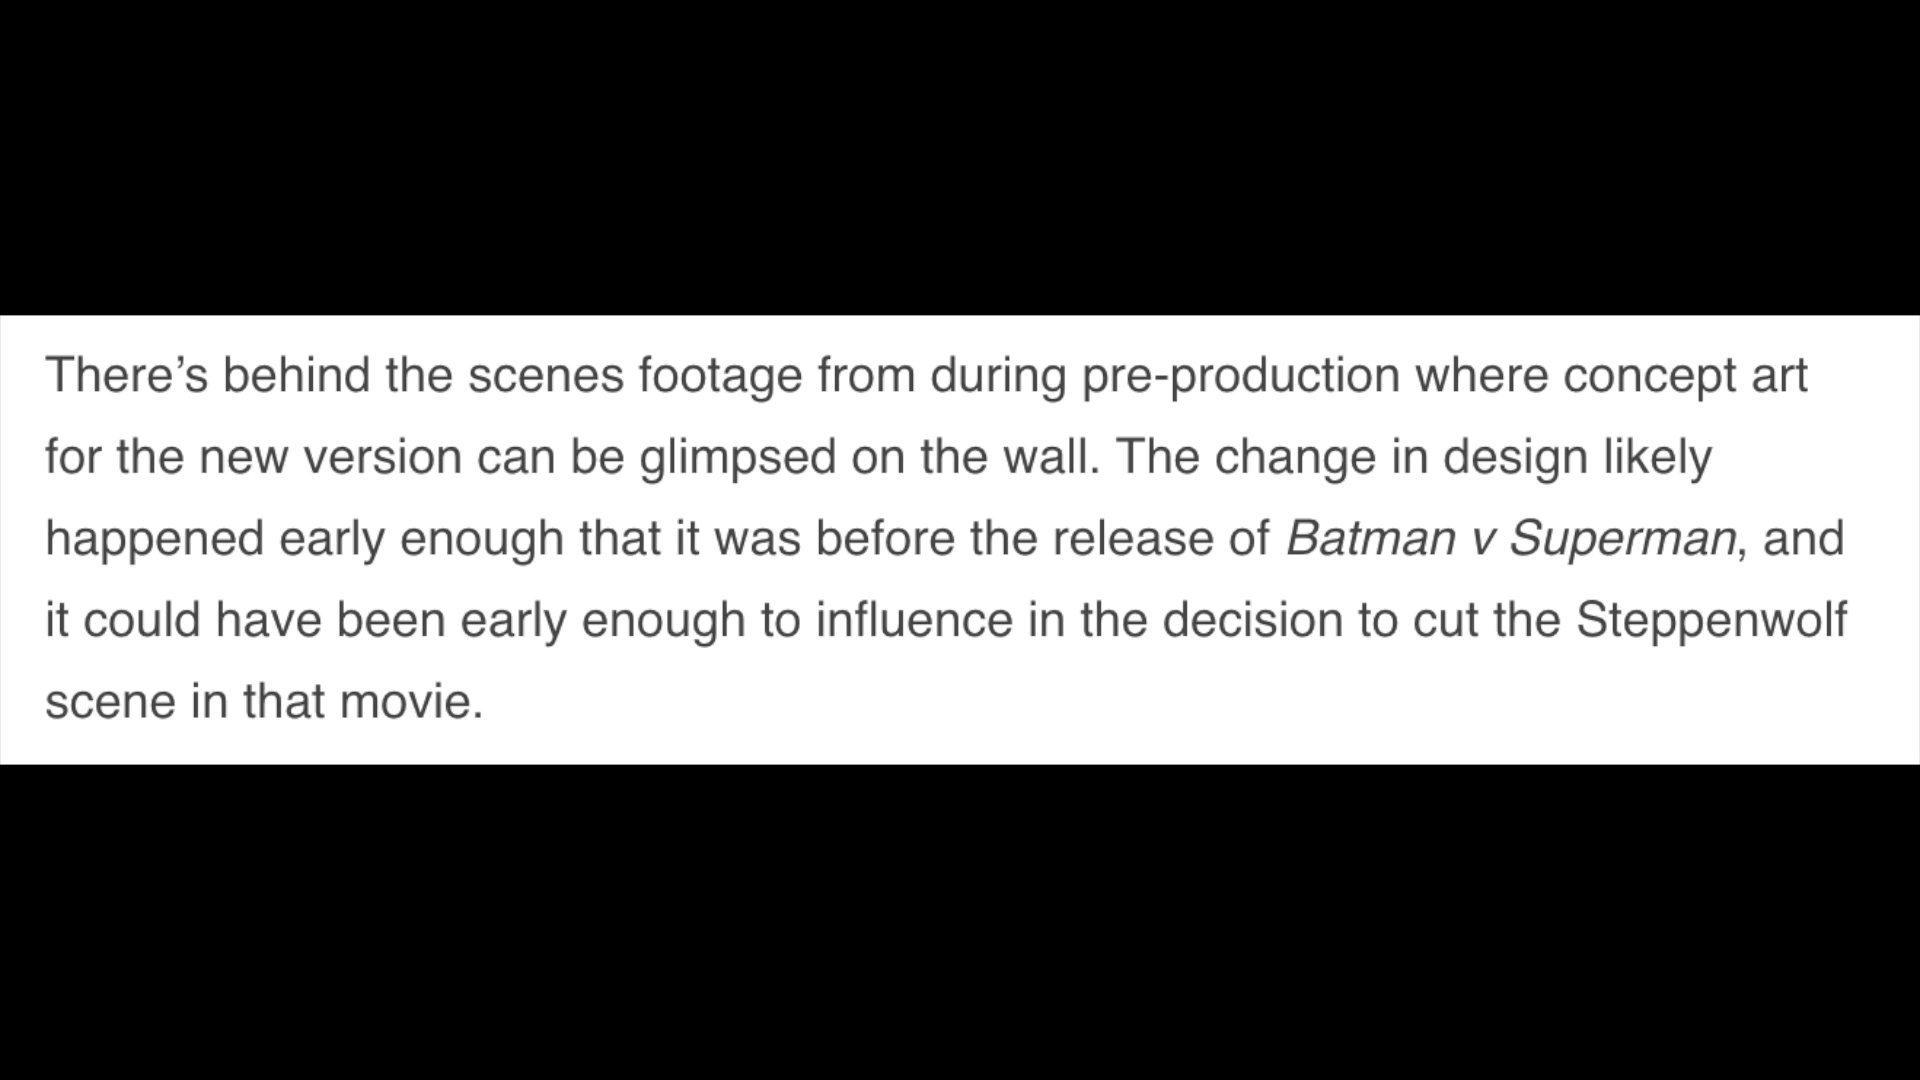 There’s behind the scenes footage from during pre-production where concept art
for the new version can be glimpsed on the wall. The change in design likely
happened early enough that it was before the release of Batman v Superman, and
it could have been early enough to influence in the decision to cut the Steppenwolf
scene in that movie.